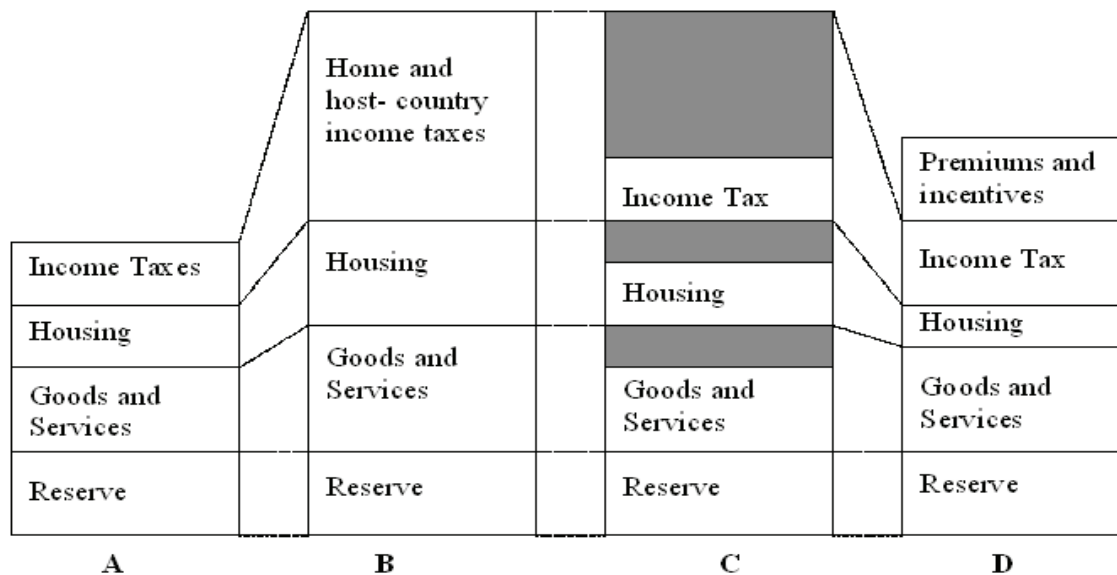 Income Taxes
Housing
Goods and
Services
Reserve
A
Home and
host- country
income taxes
Housing
Goods and
Services
Reserve
B
Income Tax
Housing
Goods and
Services
Reserve
C
Premiums and
incentives
Income Tax
Housing
Goods and
Services
Reserve
D